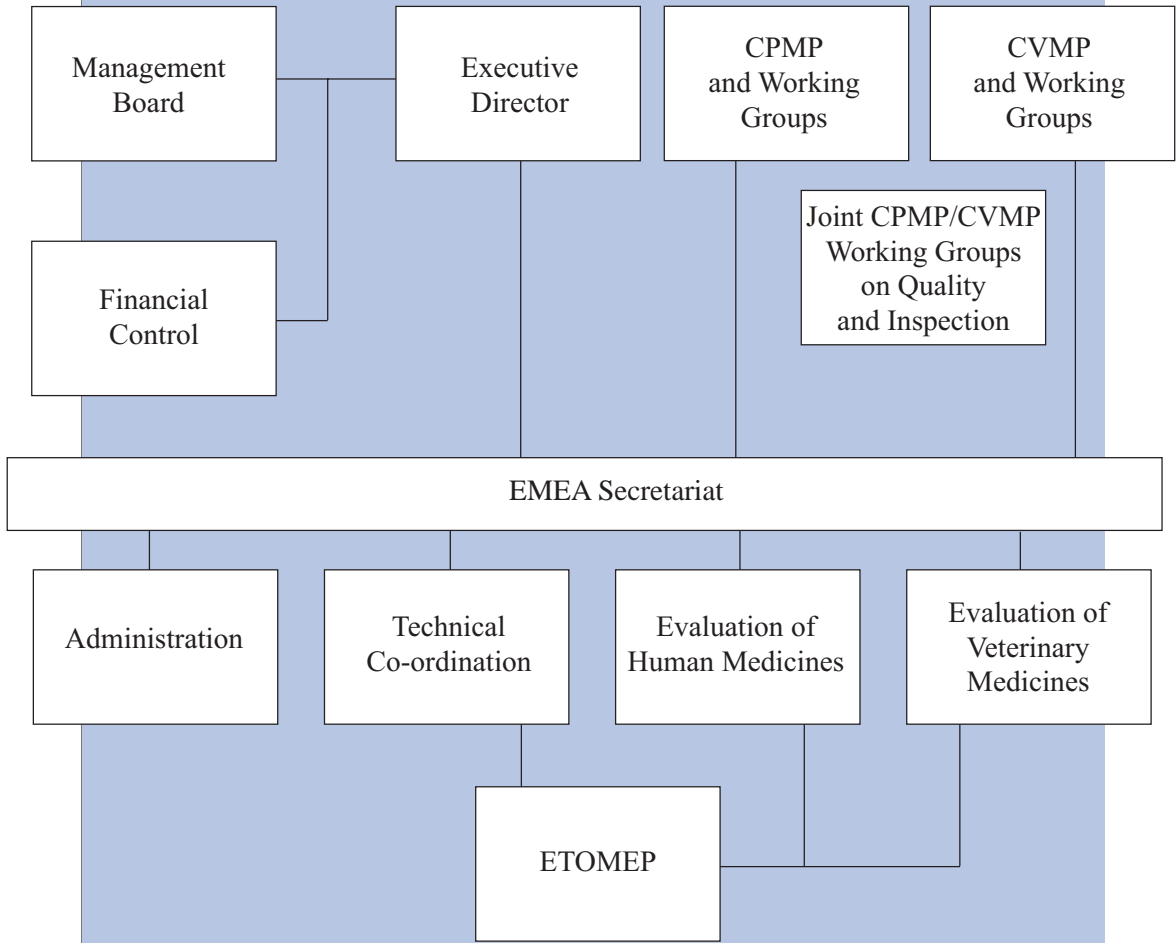 Management
Board
Executive
Director
CPMP
and Working
Groups
CVMP
and Working
Groups
Joint CPMP/CVMP
Working Groups
on Quality
and Inspection
Financial
Control
EMEA Secretariat
Administration
Technical
Co-ordination
Evaluation of
Human Medicines
Evaluation of
Veterinary
Medicines
ETOMEP